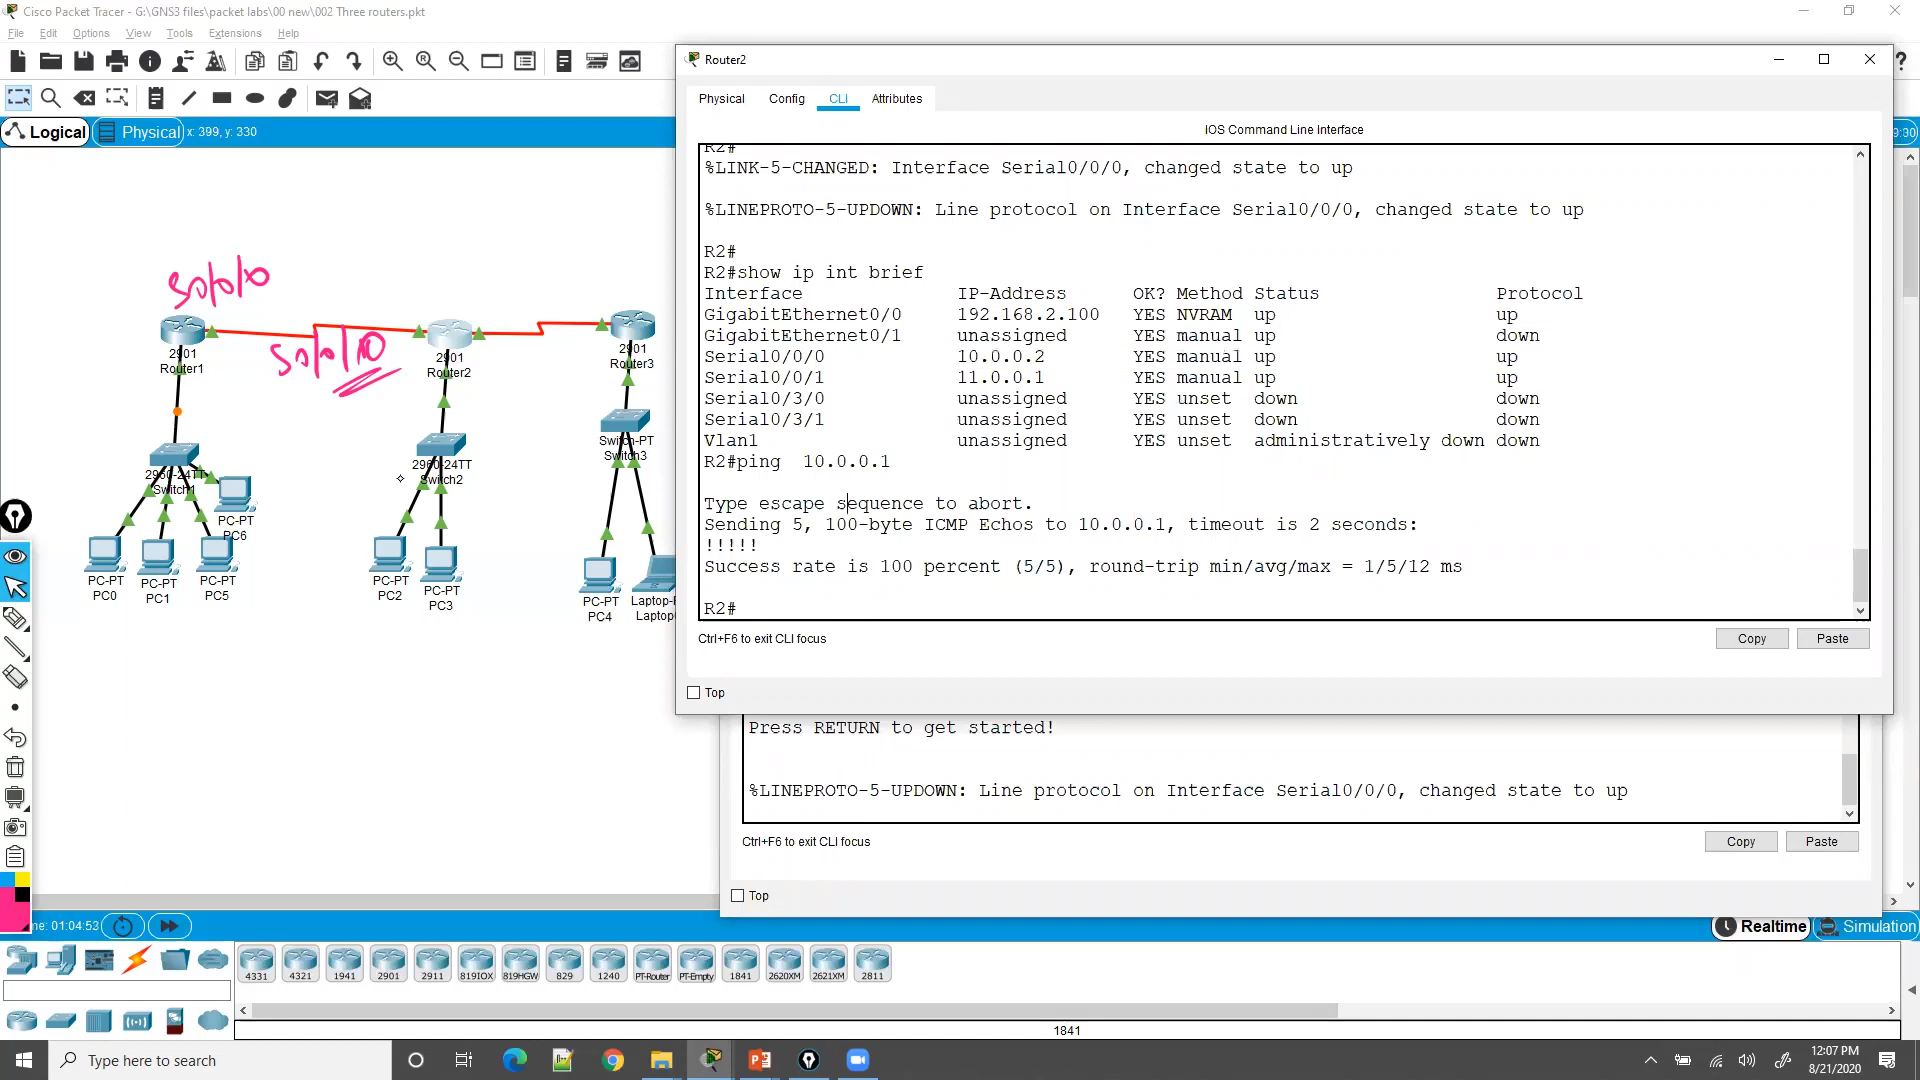 Cisco Packet Tracer - G:\GNS3 files\packet labs\00 new\002 Three routers.pkt
File Edit Options View Tools Extensions Help
Logical Physical x: 399, y: 330
9:30
Router2
Physical Config CLI Attributes
IOS Command Line Interface
R2#
%LINK-5-CHANGED: Interface Serial0/0/0, changed state to up
%LINEPROTO-5-UPDOWN: Line protocol on Interface Serial0/0/0, changed state to up
R2#
R2#show ip int brief
Interface IP-Address OK? Method Status Protocol
GigabitEthernet0/0 192.168.2.100 YES NVRAM up up
GigabitEthernet0/1 unassigned YES manual up down
Serial0/0/0 10.0.0.2 YES manual up up
Serial0/0/1 11.0.0.1 YES manual up up
Serial0/3/0 unassigned YES unset down down
Serial0/3/1 unassigned YES unset down down
Vlan1 unassigned YES unset administratively down down
R2#ping 10.0.0.1
Type escape sequence to abort.
Sending 5, 100-byte ICMP Echos to 10.0.0.1, timeout is 2 seconds:
!!!!!
Success rate is 100 percent (5/5), round-trip min/avg/max = 1/5/12 ms
R2#
Ctrl+F6 to exit CLI focus
Copy Paste
Top
Press RETURN to get started!
%LINEPROTO-5-UPDOWN: Line protocol on Interface Serial0/0/0, changed state to up
Ctrl+F6 to exit CLI focus
Copy Paste
Top
So/o/o
2901
Router1
2901
Router2
2901
Router3
2960-24TT
Switch1
2960-24TT
Switch2
Switch-PT
Switch3
PC-PT
PC6
PC-PT
PC0
PC-PT
PC1
PC-PT
PC5
PC-PT
PC2
PC-PT
PC3
PC-PT
PC4
me: 01:04:53
Realtime Simulation
4331 4321 1941 2901 2911 819IOX 819HGW 829 1240 PT-Router PT-Empty 1841 2620XM 2621XM 2811
1841
Type here to search
12:07 PM
8/21/2020